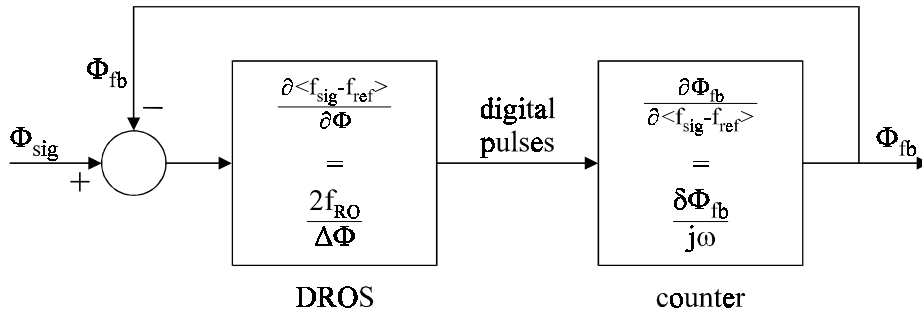 Φfb
−
Φsig
+
∂<fsig-fref>
∂Φ
=
2fRO
ΔΦ
DROS
digital
pulses
∂Φfb
∂<fsig-fref>
=
δΦfb
jω
counter
Φfb